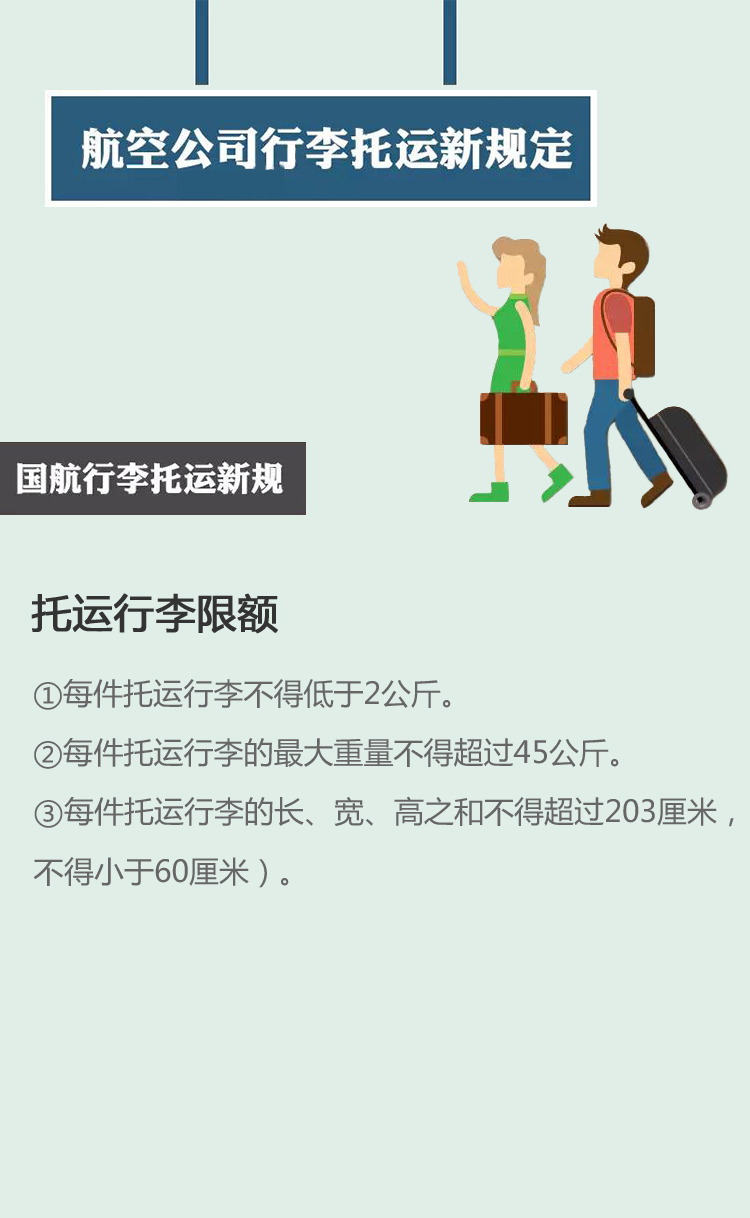 航空公司行李托运新规定
国航行李托运新规
托运行李限额
①每件托运行李不得低于2公斤。
②每件托运行李的最大重量不得超过45公斤。
③每件托运行李的长、宽、高之和不得超过203厘米，
不得小于60厘米）。